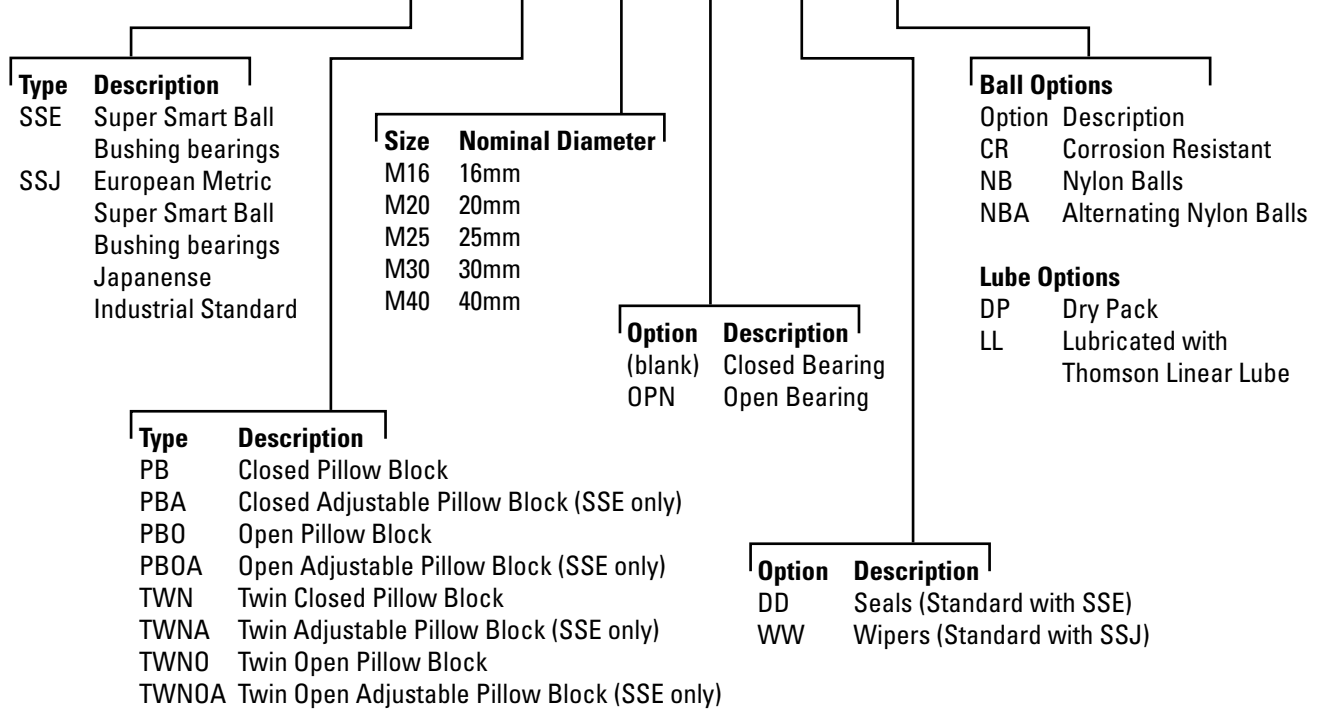 Type Description
SSE Super Smart Ball
Bushing bearings
SSJ European Metric
Super Smart Ball
Bushing bearings
Japanense
Industrial Standard
Size Nominal Diameter
M16 16mm
M20 20mm
M25 25mm
M30 30mm
M40 40mm
Ball Options
Option Description
CR Corrosion Resistant
NB Nylon Balls
NBA Alternating Nylon Balls
Lube Options
DP Dry Pack
LL Lubricated with
Thomson Linear Lube
Option Description
(blank) Closed Bearing
OPN Open Bearing
Type Description
PB Closed Pillow Block
PBA Closed Adjustable Pillow Block (SSE only)
PBO Open Pillow Block
PBOA Open Adjustable Pillow Block (SSE only)
TWN Twin Closed Pillow Block
TWNA Twin Adjustable Pillow Block (SSE only)
TWNO Twin Open Pillow Block
TWNOA Twin Open Adjustable Pillow Block (SSE only)
Option Description
DD Seals (Standard with SSE)
WW Wipers (Standard with SSJ)